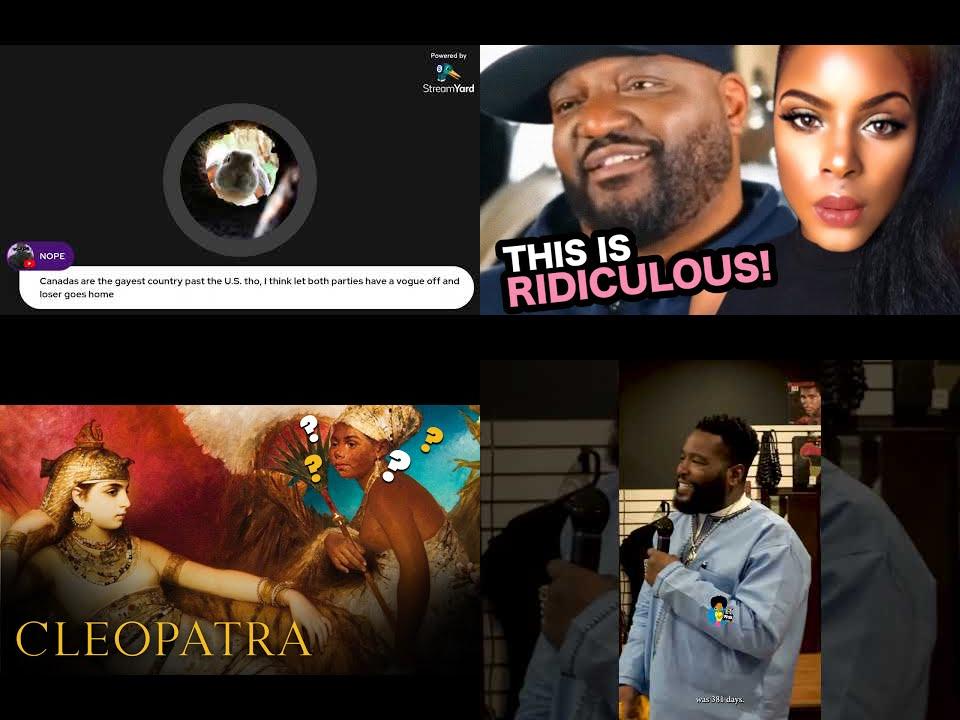 Powered by
StreamYard
NOPE
Canadas are the gayest country past the U.S. tho, I think let both parties have a vogue off and
loser goes home
THIS IS
RIDICULOUS!
? ? ? ?
CLEOPATRA
was 381 days.